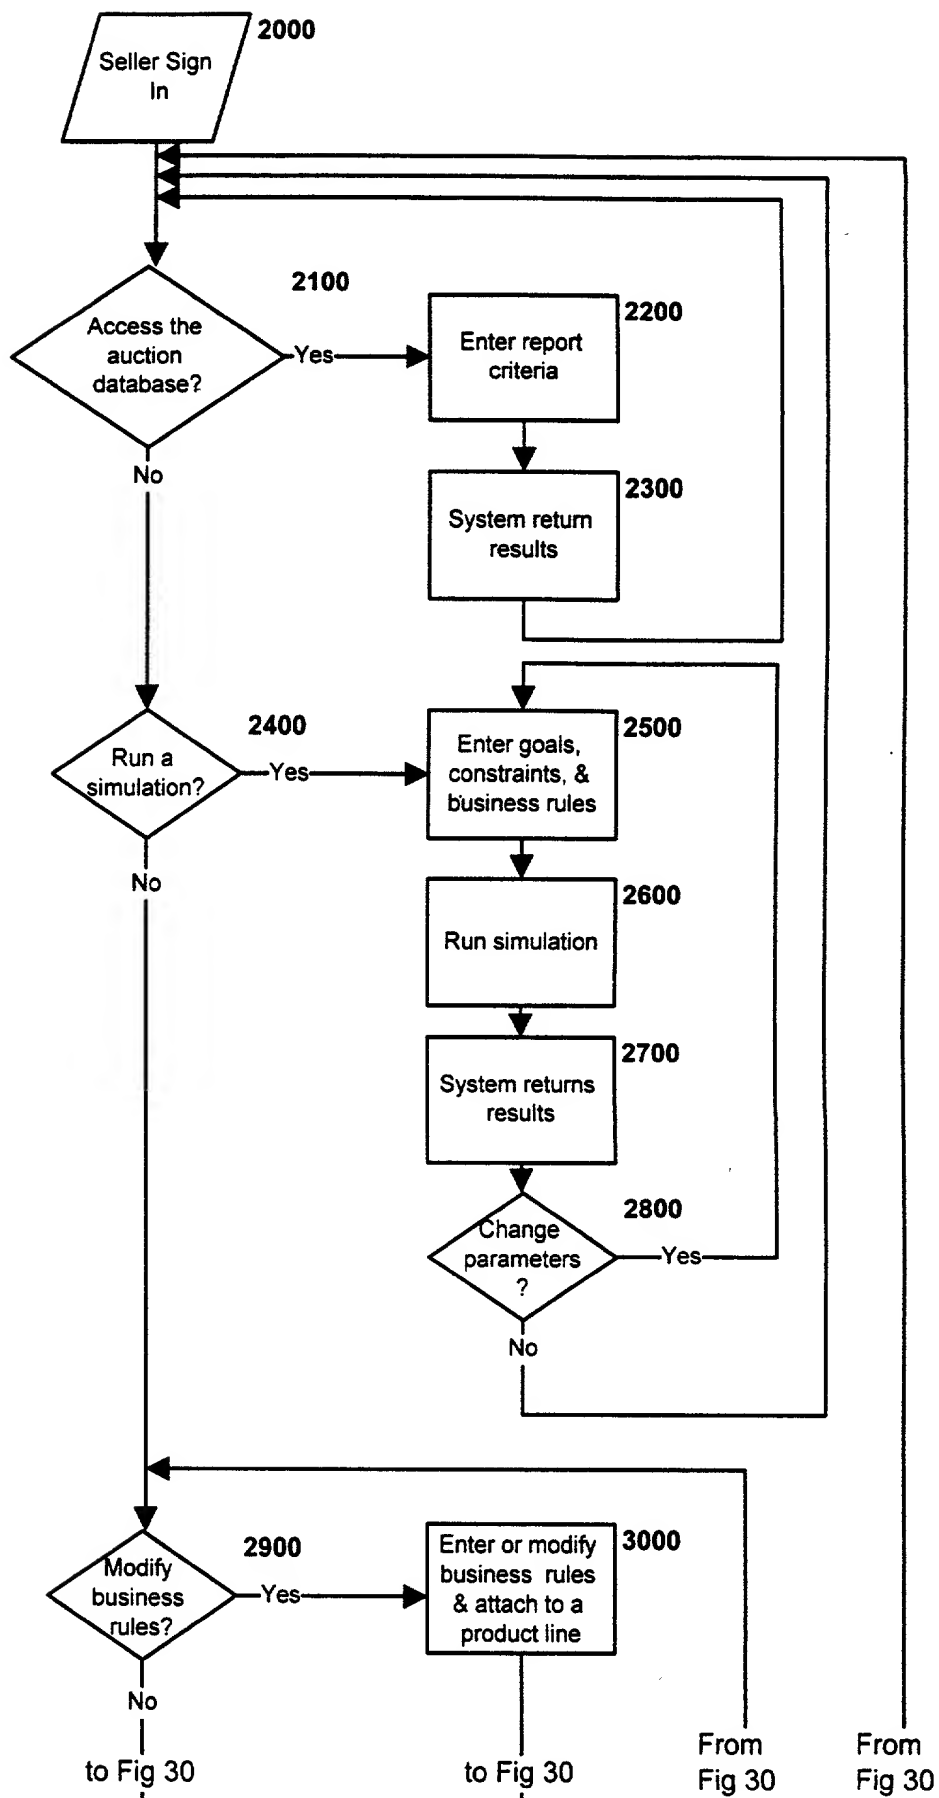 2000
Seller Sign
In
2100
Access the
auction
database?
Yes
2200
Enter report
criteria
No
2300
System return
results
2400
Run a
simulation?
Yes
2500
Enter goals,
constraints, &
business rules
No
2600
Run simulation
2700
System returns
results
2800
Change
parameters
?
Yes
No
2900
Modify
business
rules?
Yes
3000
Enter or modify
business rules
& attach to a
product line
No
to Fig 30
to Fig 30
From
Fig 30
From
Fig 30